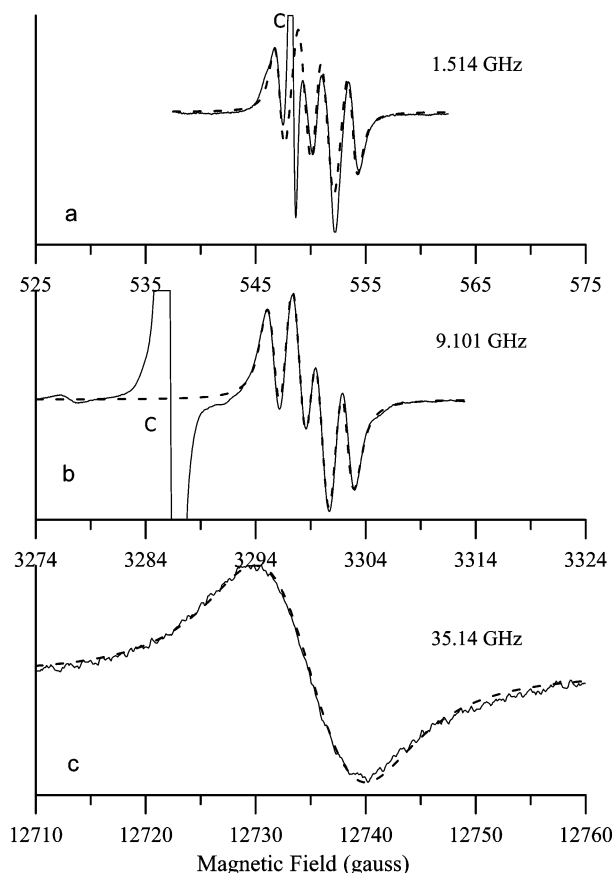 C
1.514 GHz
a
525 535 545 555 565 575
9.101 GHz
C
b
3274 3284 3294 3304 3314 3324
35.14 GHz
c
12710 12720 12730 12740 12750 12760
Magnetic Field (gauss)